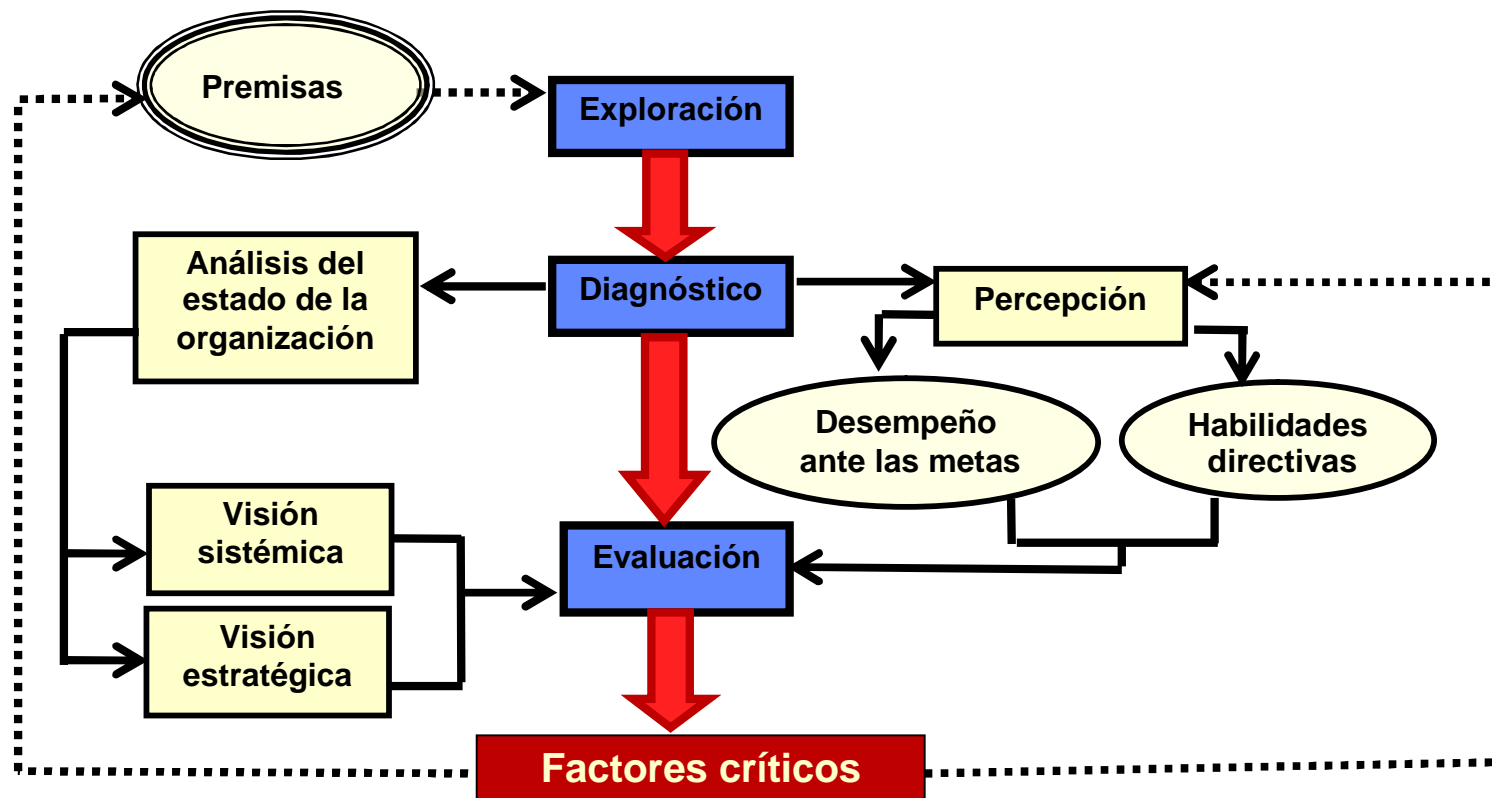 Premisas
Exploración
Análisis del
estado de la
organización
Diagnóstico
Percepción
Desempeño
ante las metas
Habilidades
directivas
Visión
sistémica
Evaluación
Visión
estratégica
Factores críticos